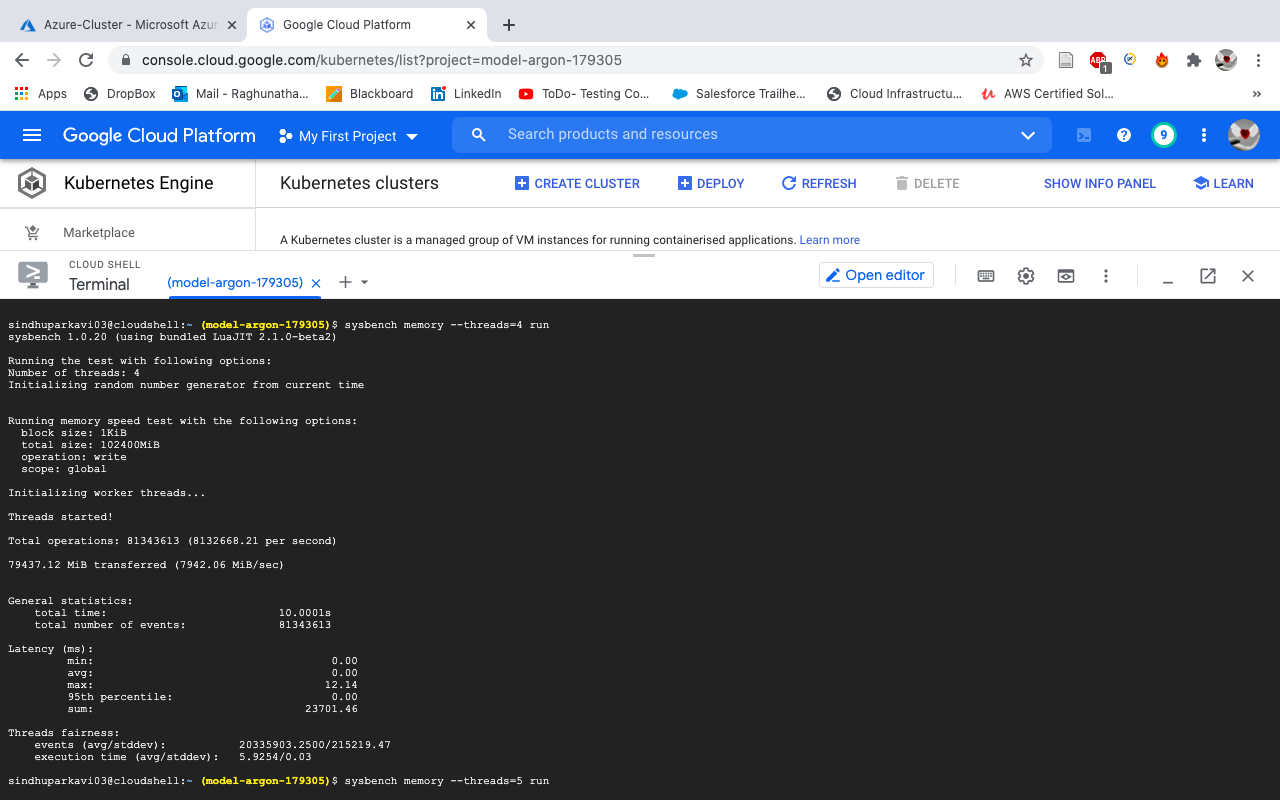 Azure-Cluster - Microsoft Azur
Google Cloud Platform
console.cloud.google.com/kubernetes/list?project=model-argon-179305
ABP
1
Apps
DropBox
Mail - Raghunatha...
Blackboard
LinkedIn
ToDo- Testing Co...
Salesforce Trailhe...
Cloud Infrastructu...
AWS Certified Sol...
»
Google Cloud Platform
My First Project
Search products and resources
?
9
Kubernetes Engine
Kubernetes clusters
CREATE CLUSTER
DEPLOY
REFRESH
DELETE
SHOW INFO PANEL
LEARN
Marketplace
A Kubernetes cluster is a managed group of VM instances for running containerised applications. Learn more
CLOUD SHELL
Terminal
(model-argon-179305)
Open editor
sindhuparkavi03@cloudshell:~ (model-argon-179305)$ sysbench memory --threads=4 run
sysbench 1.0.20 (using bundled LuaJIT 2.1.0-beta2)
Running the test with following options:
Number of threads: 4
Initializing random number generator from current time
Running memory speed test with the following options:
block size: 1KiB
total size: 102400MiB
operation: write
scope: global
Initializing worker threads...
Threads started!
Total operations: 81343613 (8132668.21 per second)
79437.12 MiB transferred (7942.06 MiB/sec)
General statistics:
total time: 10.0001s
total number of events: 81343613
Latency (ms):
min: 0.00
avg: 0.00
max: 12.14
95th percentile: 0.00
sum: 23701.46
Threads fairness:
events (avg/stddev): 20335903.2500/215219.47
execution time (avg/stddev): 5.9254/0.03
sindhuparkavi03@cloudshell:~ (model-argon-179305)$ sysbench memory --threads=5 run